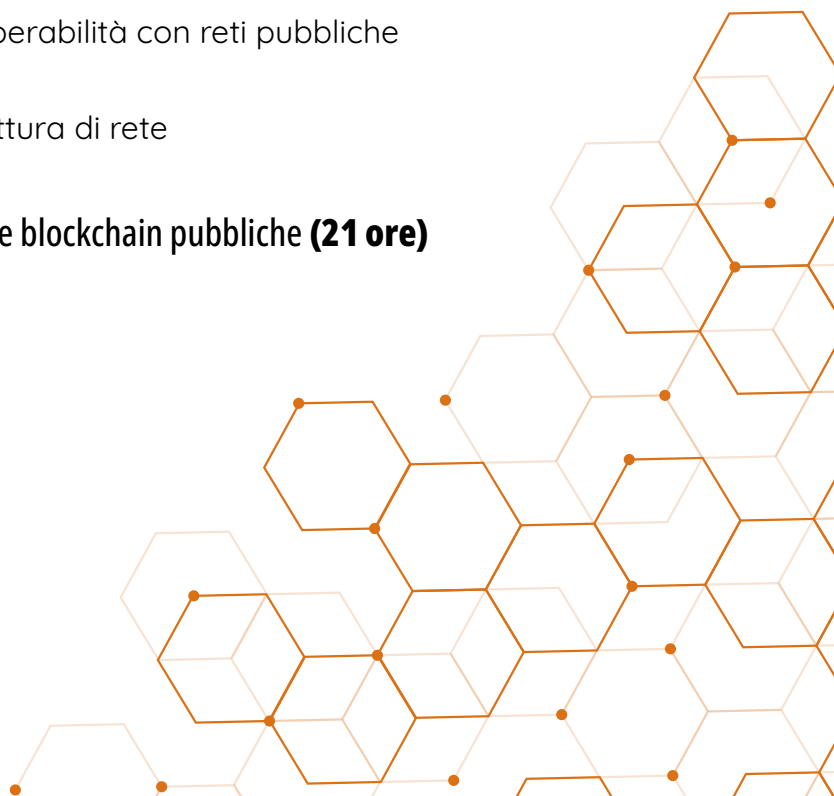 perabilità con reti pubbliche
ttura di rete
e blockchain pubbliche (21 ore)